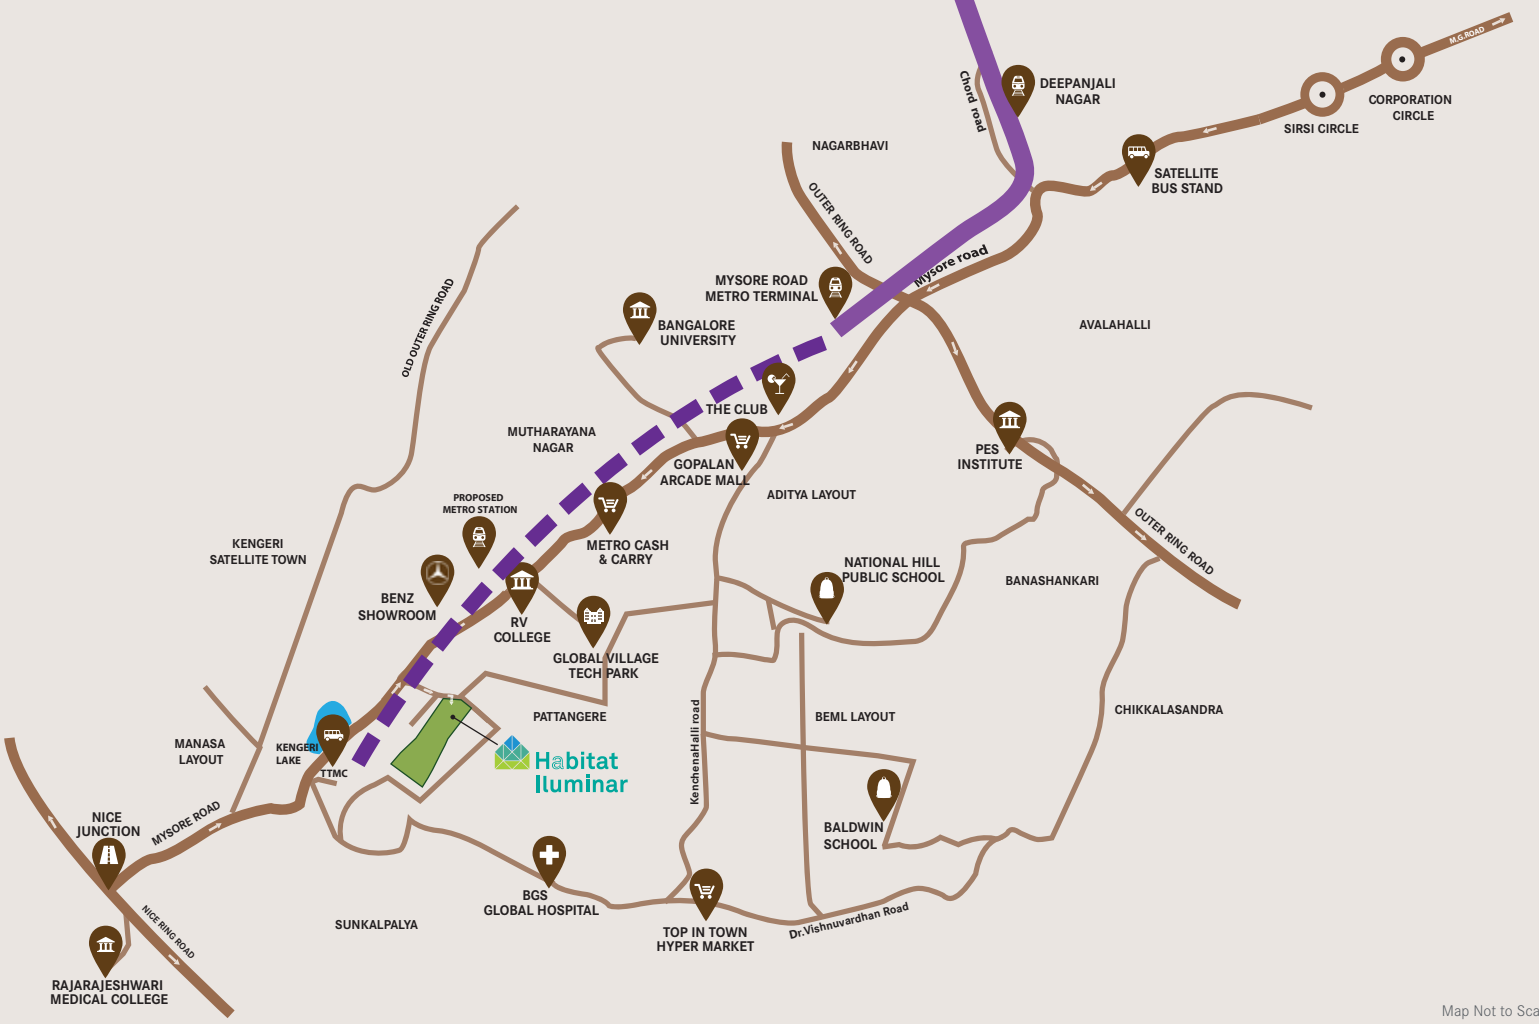 M.G.ROAD
DEEPANJALI
NAGAR
CORPORATION
CIRCLE
SIRSI CIRCLE
Chord road
NAGARBHAVI
SATELLITE
BUS STAND
OUTER RING ROAD
Mysore road
MYSORE ROAD
METRO TERMINAL
BANGALORE
UNIVERSITY
AVALAHALLI
OLD OUTER RING ROAD
THE CLUB
MUTHARAYANA
NAGAR
GOPALAN
ARCADE MALL
PES
INSTITUTE
ADITYA LAYOUT
PROPOSED
METRO STATION
METRO CASH
& CARRY
OUTER RING ROAD
KENGERI
SATELLITE TOWN
NATIONAL HILL
PUBLIC SCHOOL
BANASHANKARI
BENZ
SHOWROOM
RV
COLLEGE
GLOBAL VILLAGE
TECH PARK
PATTANGERE
BEML LAYOUT
CHIKKALASANDRA
KenchenaHalli road
MANASA
LAYOUT
KENGERI
LAKE
TTMC
Habitat
Iluminar
NICE
JUNCTION
MYSORE ROAD
BALDWIN
SCHOOL
BGS
GLOBAL HOSPITAL
SUNKALPALYA
NICE RING ROAD
TOP IN TOWN
HYPER MARKET
Dr.Vishnuvardhan Road
RAJARAJESHWARI
MEDICAL COLLEGE
Map Not to Sca